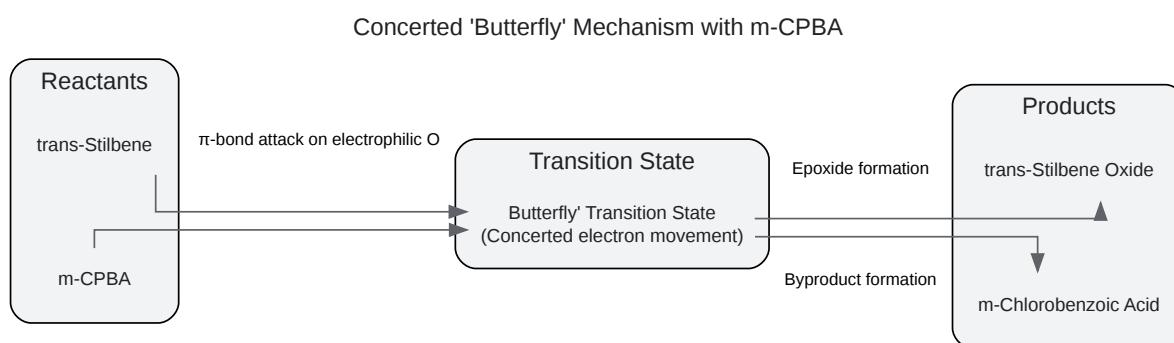 Concerted 'Butterfly' Mechanism with m-CPBA
Reactants
trans-Stilbene
m-CPBA
π-bond attack on electrophilic O
Transition State
Butterfly' Transition State
(Concerted electron movement)
Epoxide formation
Byproduct formation
Products
trans-Stilbene Oxide
m-Chlorobenzoic Acid